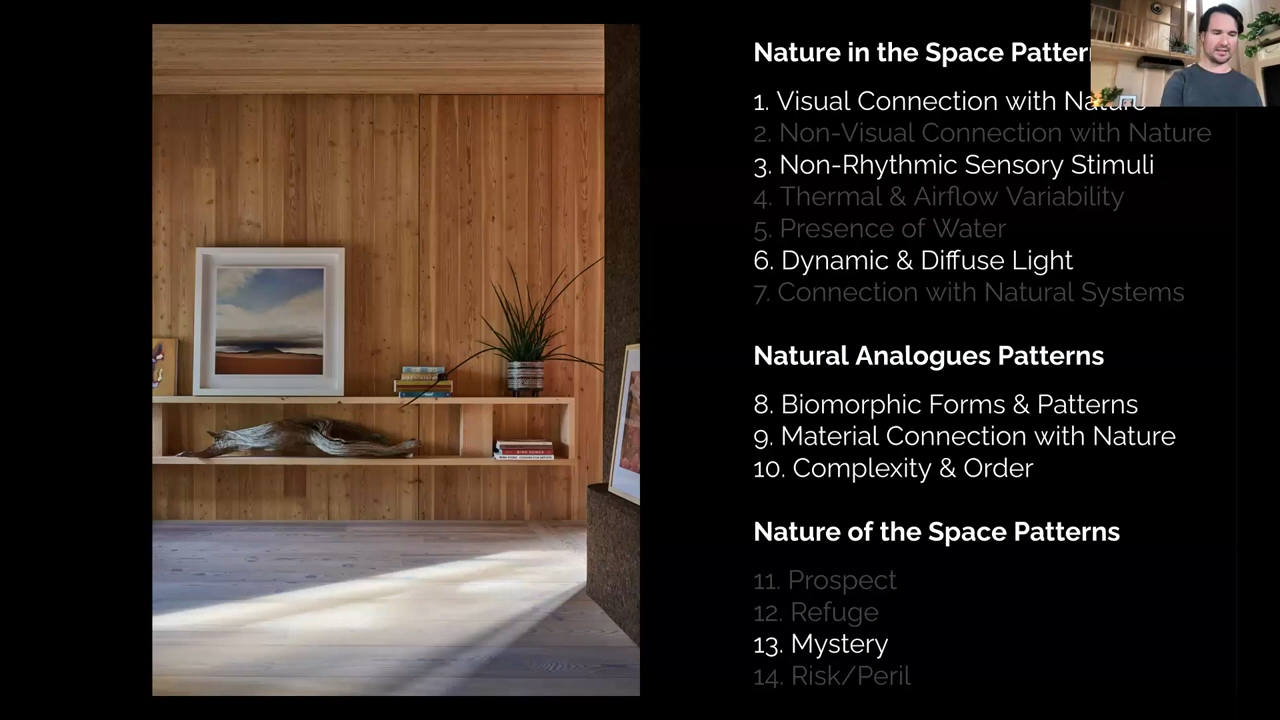 Nature in the Space Patter
1. Visual Connection with Nature
2. Non-Visual Connection with Nature
3. Non-Rhythmic Sensory Stimuli
4. Thermal & Airflow Variability
5. Presence of Water
6. Dynamic & Diffuse Light
7. Connection with Natural Systems
Natural Analogues Patterns
8. Biomorphic Forms & Patterns
9. Material Connection with Nature
10. Complexity & Order
Nature of the Space Patterns
11. Prospect
12. Refuge
13. Mystery
14. Risk/Peril